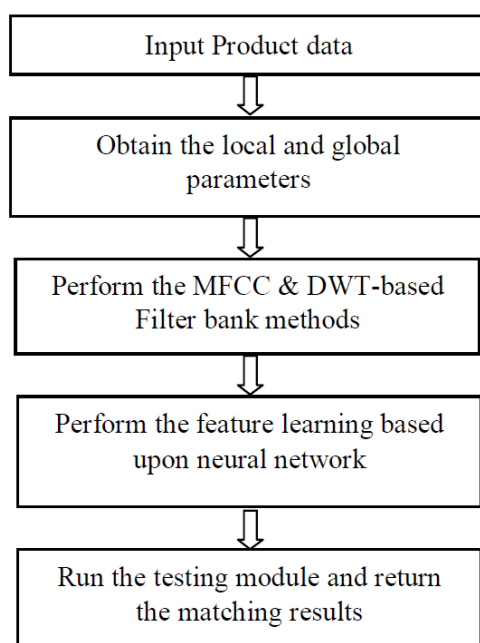 Input Product data
Obtain the local and global
parameters
Perform the MFCC & DWT-based
Filter bank methods
Perform the feature learning based
upon neural network
Run the testing module and return
the matching results